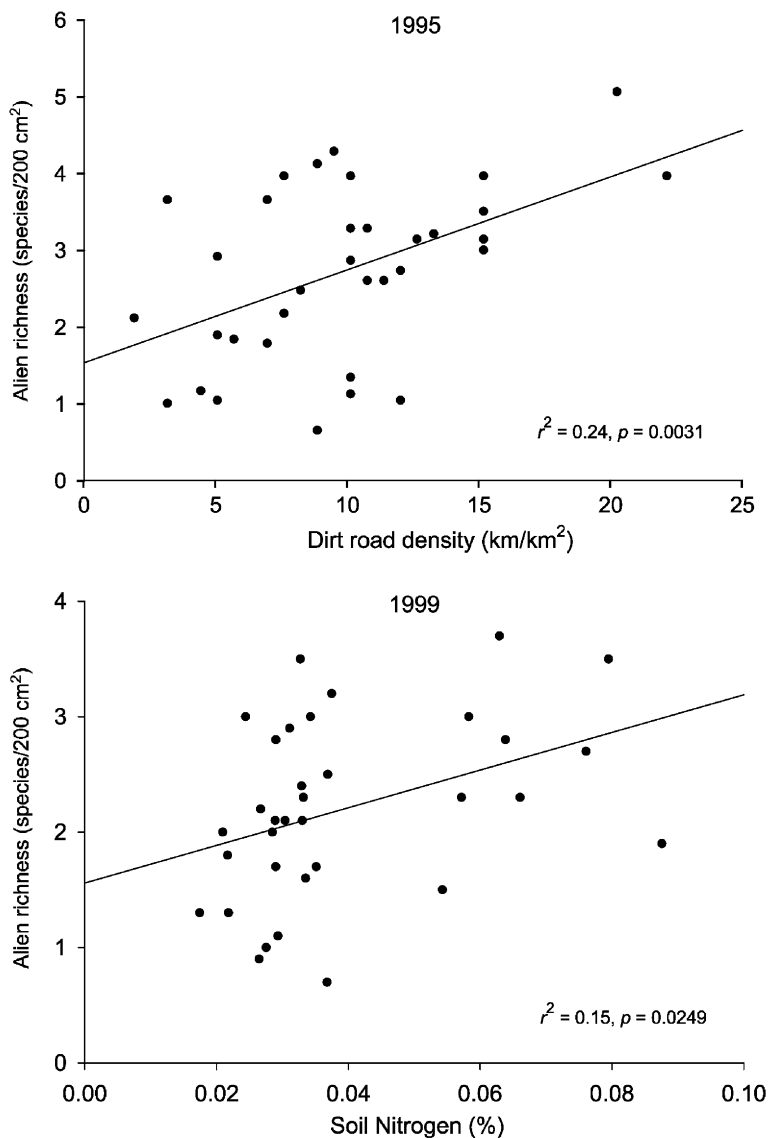 1995
Alien richness (species/200 cm²)
6
5
4
3
2
1
0
r² = 0.24, p = 0.0031
0 5 10 15 20 25
Dirt road density (km/km²)
1999
Alien richness (species/200 cm²)
4
3
2
1
0
r² = 0.15, p = 0.0249
0.00 0.02 0.04 0.06 0.08 0.10
Soil Nitrogen (%)